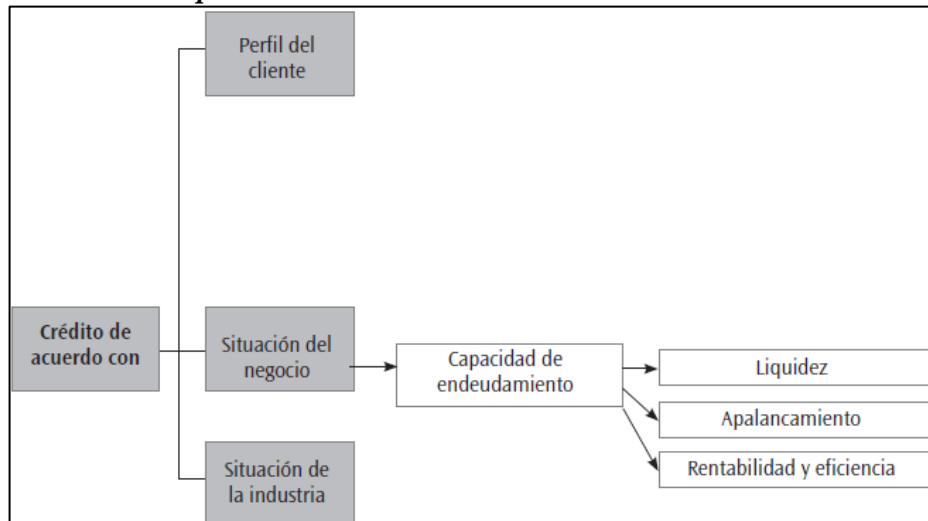 Perfil del
cliente
Crédito de
acuerdo con
Situación del
negocio
Capacidad de
endeudamiento
Liquidez
Apalancamiento
Rentabilidad y eficiencia
Situación de
la industria